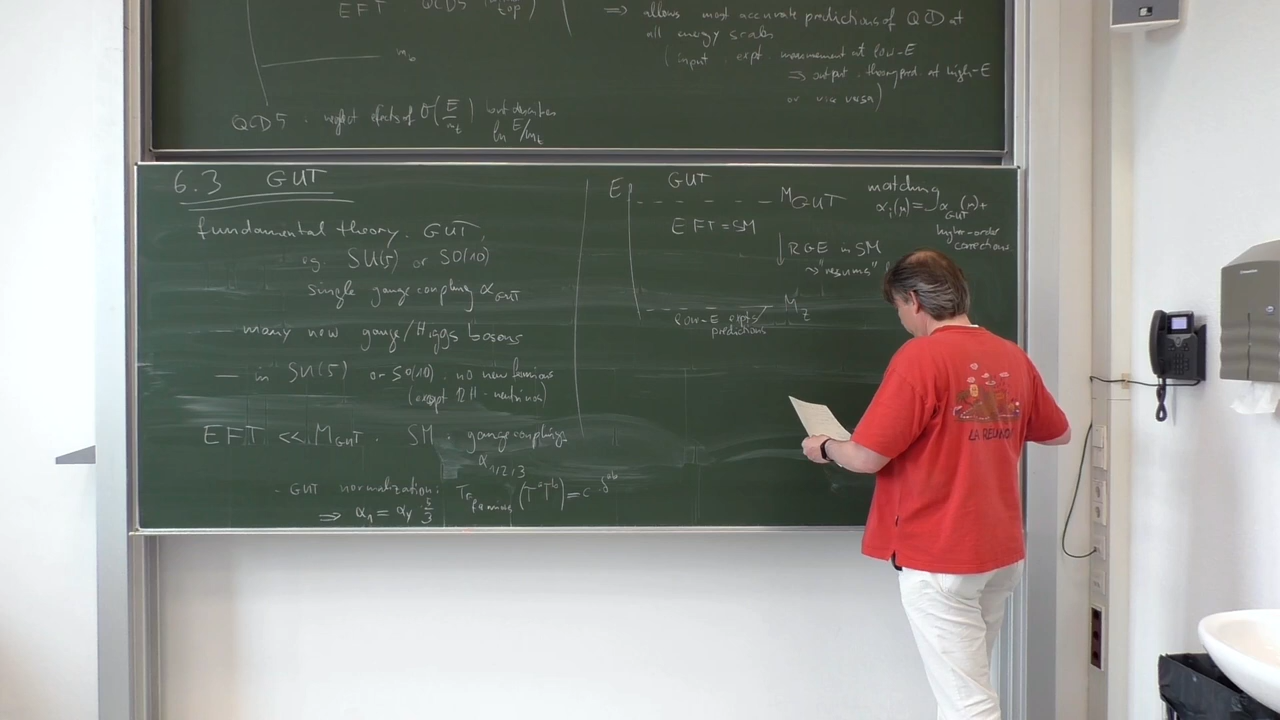 EFT QCD5
m_b
QCD5 . neglect effects of O(E/m_t) but
ln E/m_t
⇒ allows most accurate predictions of QCD at
all energy scales
(input . expt. measurement at low-E
⇒ output . theory pred. at high-E
or vice versa)
6.3 GUT
fundamental theory. GUT,
eg. SU(5) or SO(10)
single gauge coupling α_GUT
— many new gauge/Higgs bosons
— in SU(5) or SO(10) . no new fermions
(except RH-neutrinos)
EFT << M_GUT . SM . gauge couplings
α_1,2,3
- GUT normalization: Tr_fermions (T^a T^b) = c · δ^ab
⇒ α_1 = α_Y · 5/3
E
GUT
M_GUT
EFT = SM
↓ RGE in SM
↝ "resums"
low-E expts/
predictions
M_Z
matching
α_i(μ) = α_GUT(μ) +
higher-order
corrections
LA REUNION